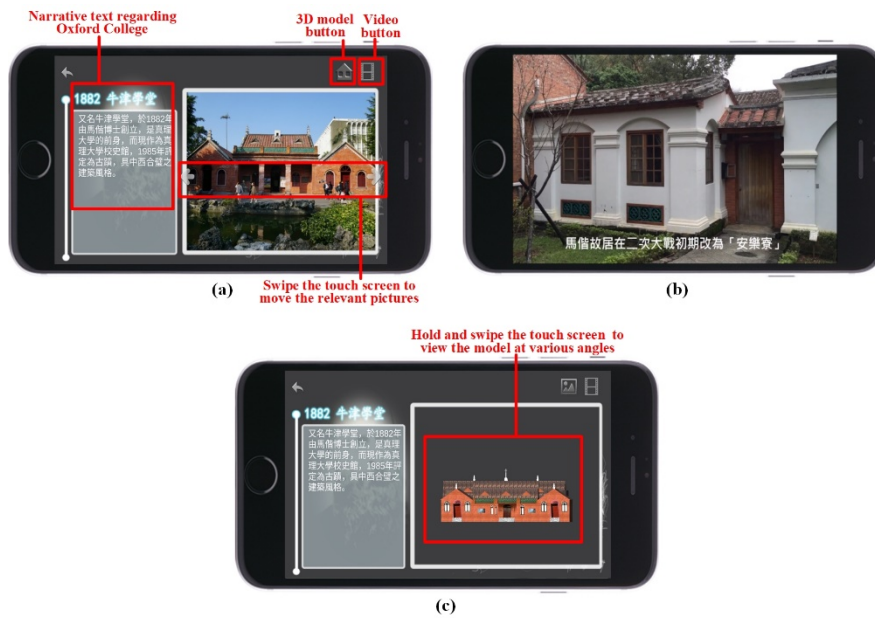 Narrative text regarding
Oxford College
3D model
button
Video
button
1882 牛津學堂
又名牛津學堂，於1882年
由馬偕博士創立，是真理
大學的前身，而現作為真
理大學校史館，1985年評
定為古蹟，具中西合璧之
建築風格。
Swipe the touch screen to
move the relevant pictures
(a)
馬偕故居在二次大戰初期改為「安樂寮」
(b)
Hold and swipe the touch screen to
view the model at various angles
1882 牛津學堂
又名牛津學堂，於1882年
由馬偕博士創立，是真理
大學的前身，而現作為真
理大學校史館，1985年評
定為古蹟，具中西合璧之
建築風格。
(c)